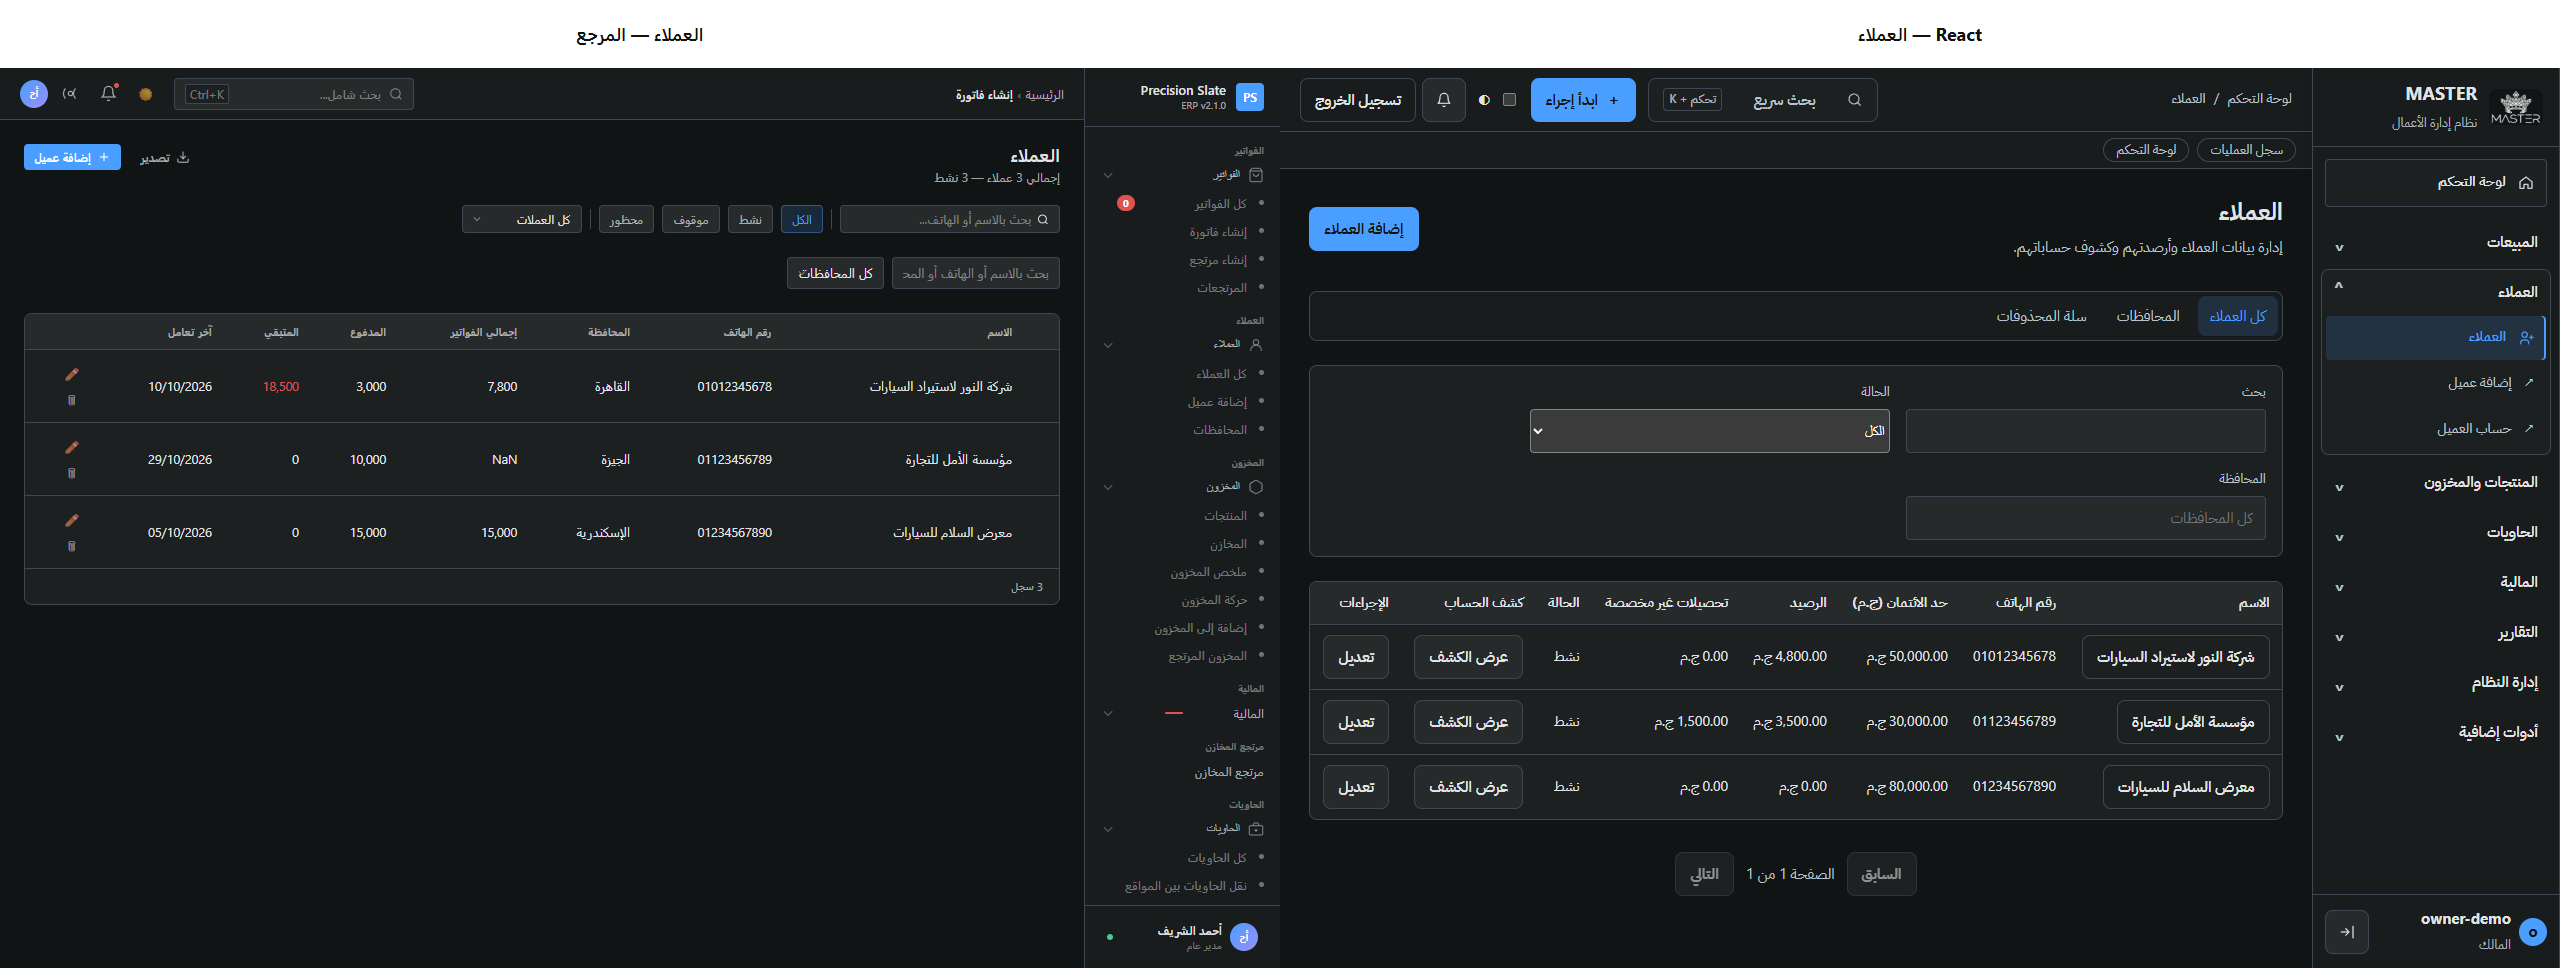 React — العملاء
MASTER
MASTER
نظام إدارة الأعمال
لوحة التحكم
المبيعات
العملاء
العملاء
إضافة عميل
حساب العميل
المنتجات والمخزون
الحاويات
المالية
التقارير
إدارة النظام
أدوات إضافية
o
owner-demo
المالك
لوحة التحكم / العملاء
بحث سريع
تحكم + K
+ ابدأ إجراء
تسجيل الخروج
سجل العمليات
لوحة التحكم
العملاء
إدارة بيانات العملاء وأرصدتهم وكشوف حساباتهم.
إضافة العملاء
كل العملاء
المحافظات
سلة المحذوفات
بحث
الحالة
الكل
المحافظة
كل المحافظات
الاسم رقم الهاتف حد الائتمان (ج.م) الرصيد تحصيلات غير مخصصة الحالة كشف الحساب الإجراءات
شركة النور لاستيراد السيارات 01012345678 50,000.00 ج.م 4,800.00 ج.م 0.00 ج.م نشط عرض الكشف تعديل
مؤسسة الأمل للتجارة 01123456789 30,000.00 ج.م 3,500.00 ج.م 1,500.00 ج.م نشط عرض الكشف تعديل
معرض السلام للسيارات 01234567890 80,000.00 ج.م 0.00 ج.م 0.00 ج.م نشط عرض الكشف تعديل
السابق
الصفحة 1 من 1
التالي
العملاء — المرجع
PS
Precision Slate
ERP v2.1.0
الفواتير
الفواتير
كل الفواتير
0
إنشاء فاتورة
إنشاء مرتجع
المرتجعات
العملاء
العملاء
كل العملاء
إضافة عميل
المحافظات
المخزون
المخزون
المنتجات
المخازن
ملخص المخزون
حركة المخزون
إضافة إلى المخزون
المخزون المرتجع
المالية
المالية
مرتجع المخازن
مرتجع المخازن
الحاويات
الحاويات
كل الحاويات
نقل الحاويات بين المواقع
أح
أحمد الشريف
مدير عام
الرئيسية › إنشاء فاتورة
بحث شامل...
Ctrl+K
أح
العملاء
إجمالي 3 عملاء — 3 نشط
تصدير
+ إضافة عميل
بحث بالاسم أو الهاتف...
الكل
نشط
موقوف
محظور
كل العملات
بحث بالاسم أو الهاتف أو المح
كل المحافظات
الاسم رقم الهاتف المحافظة إجمالي الفواتير المدفوع المتبقي آخر تعامل
شركة النور لاستيراد السيارات 01012345678 القاهرة 7,800 3,000 18,500 10/10/2026
مؤسسة الأمل للتجارة 01123456789 الجيزة NaN 10,000 0 29/10/2026
معرض السلام للسيارات 01234567890 الإسكندرية 15,000 15,000 0 05/10/2026
3 سجل